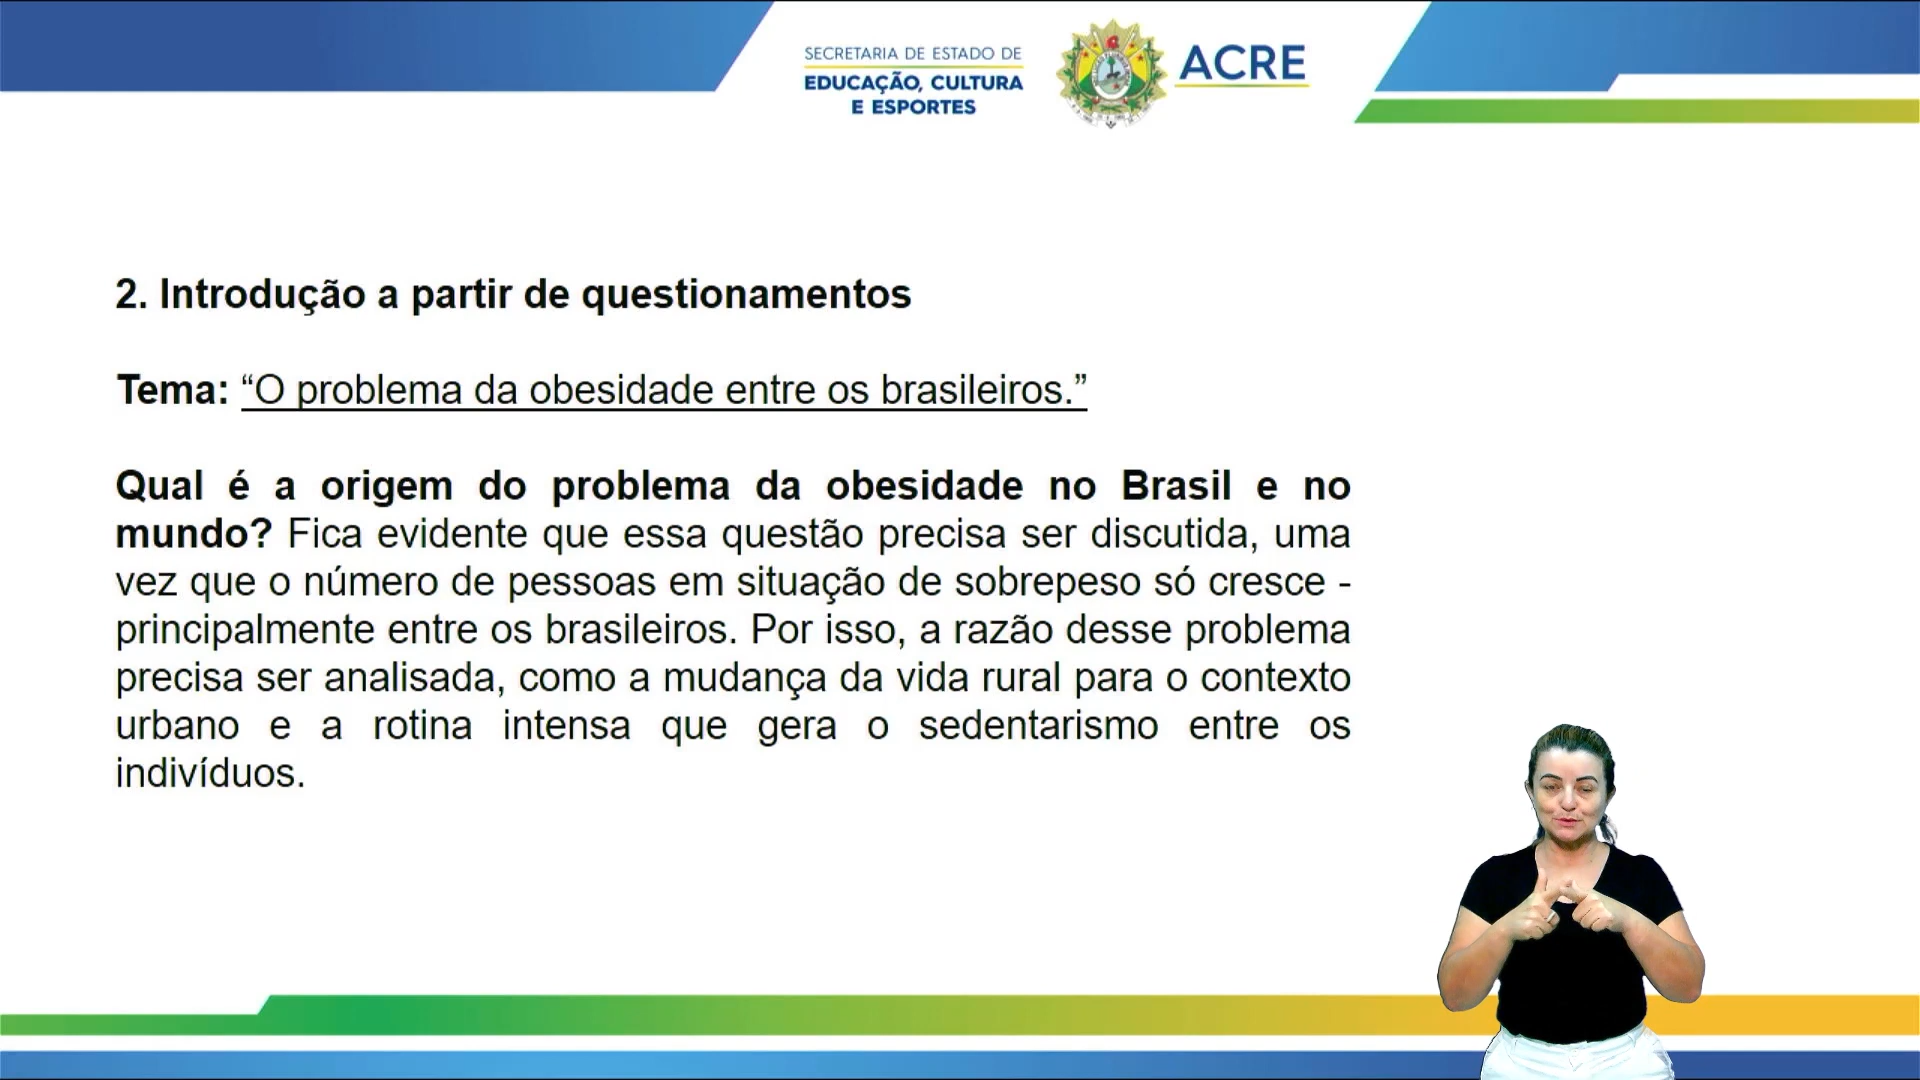 SECRETARIA DE ESTADO DE
EDUCAÇÃO, CULTURA
E ESPORTES
ACRE
2. Introdução a partir de questionamentos
Tema: “O problema da obesidade entre os brasileiros.”
Qual é a origem do problema da obesidade no Brasil e no
mundo? Fica evidente que essa questão precisa ser discutida, uma
vez que o número de pessoas em situação de sobrepeso só cresce -
principalmente entre os brasileiros. Por isso, a razão desse problema
precisa ser analisada, como a mudança da vida rural para o contexto
urbano e a rotina intensa que gera o sedentarismo entre os
indivíduos.